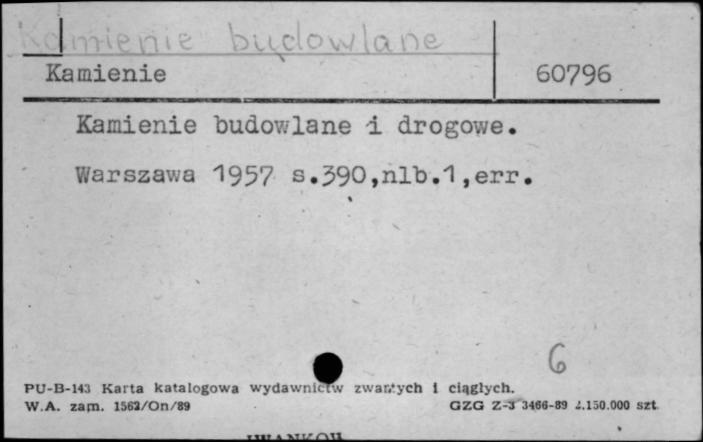 Kamienie budowlane
Kamienie 60796
Kamienie budowlane i drogowe.
Warszawa 1957 s.390,nlb.1,err.
6
PU-B-143 Karta katalogowa wydawnictw zwartych i ciągłych.
W.A. zam. 1562/On/89 GZG Z-3 3466-89 2.150.000 szt.